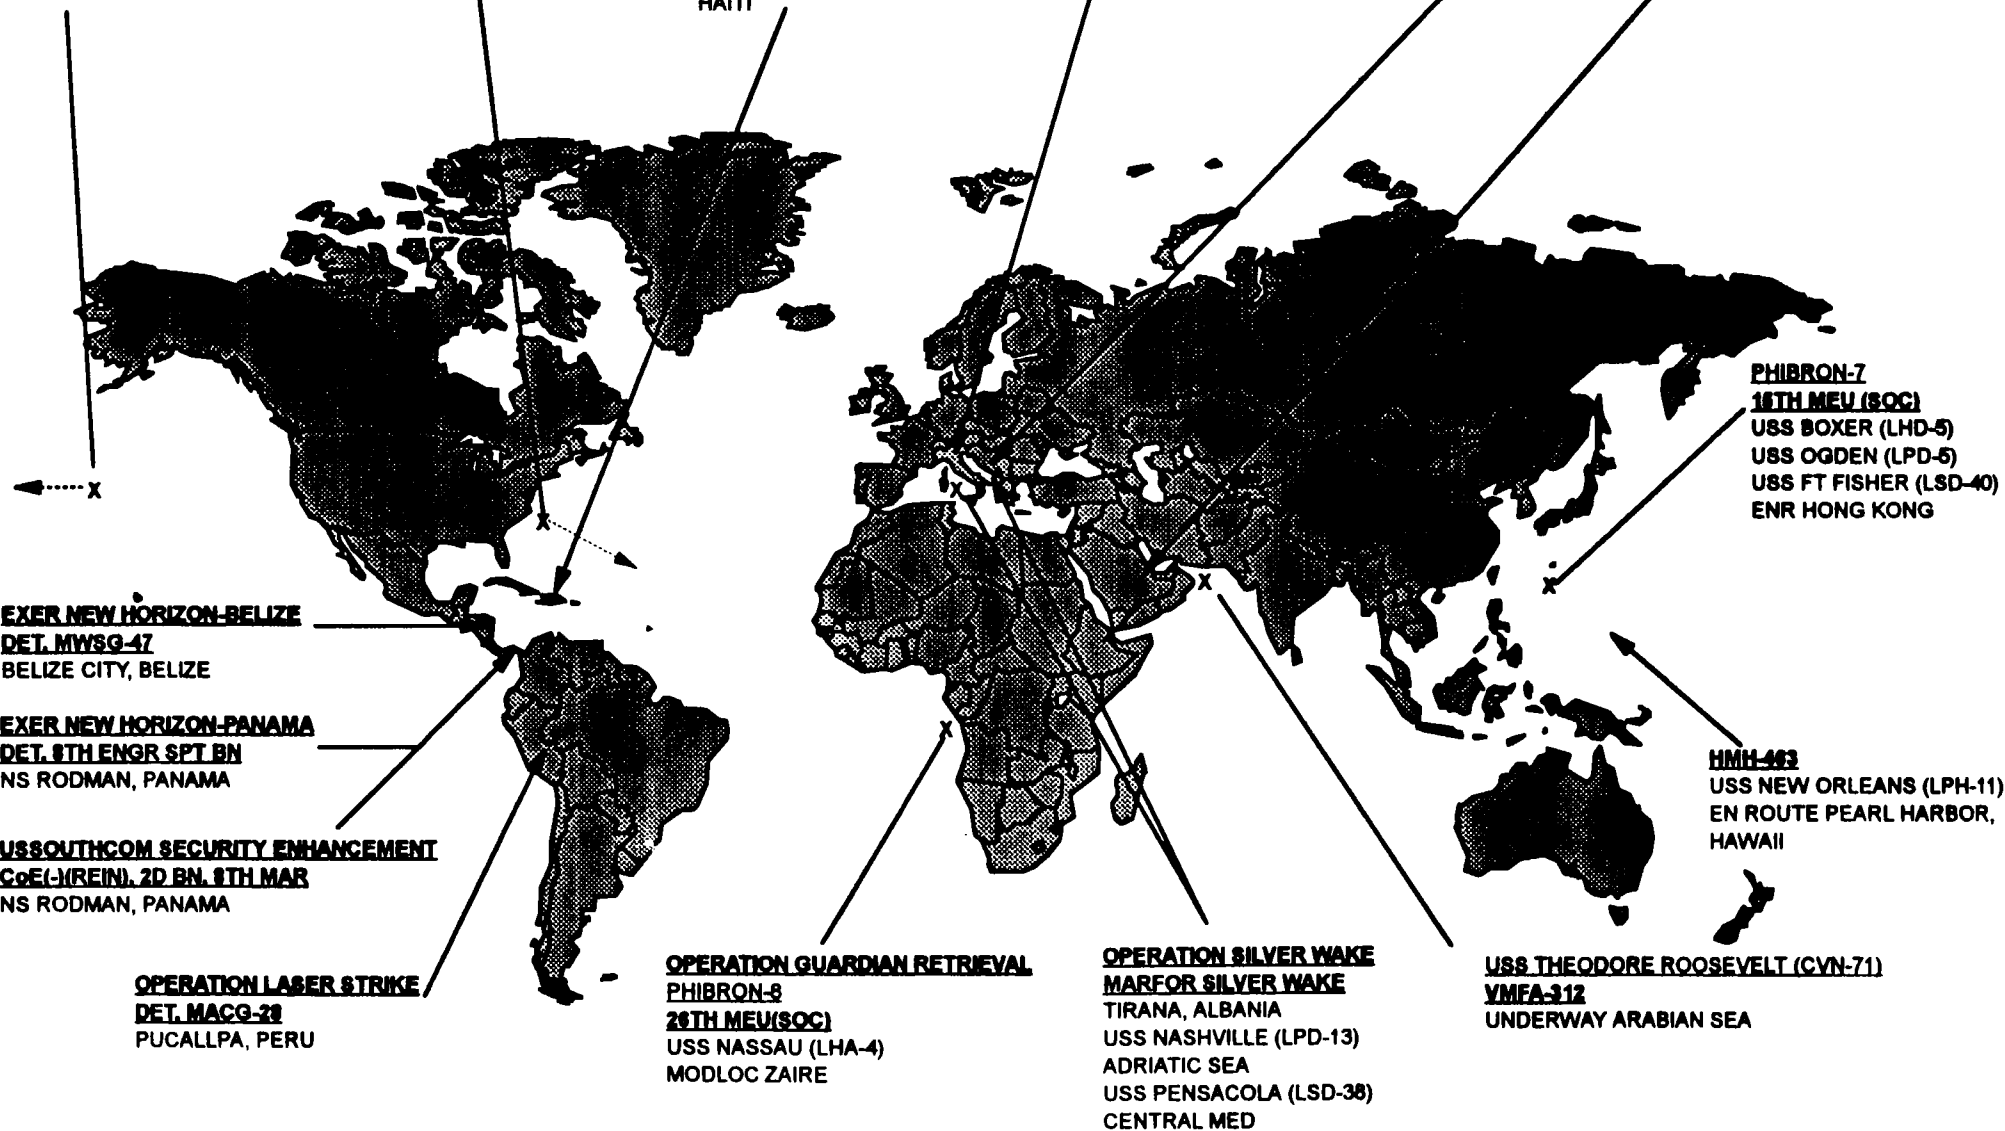 HAITI
PHIBRON-7
15TH MEU (SOC)
USS BOXER (LHD-5)
USS OGDEN (LPD-5)
USS FT FISHER (LSD-40)
ENR HONG KONG
X
X
X
X
X
X
EXER NEW HORIZON-BELIZE
DET. MWSG-47
BELIZE CITY, BELIZE
EXER NEW HORIZON-PANAMA
DET. 8TH ENGR SPT BN
NS RODMAN, PANAMA
USSOUTHCOM SECURITY ENHANCEMENT
CoE(-)(REIN), 2D BN, 8TH MAR
NS RODMAN, PANAMA
OPERATION LASER STRIKE
DET. MACG-28
PUCALLPA, PERU
OPERATION GUARDIAN RETRIEVAL
PHIBRON-8
26TH MEU(SOC)
USS NASSAU (LHA-4)
MODLOC ZAIRE
OPERATION SILVER WAKE
MARFOR SILVER WAKE
TIRANA, ALBANIA
USS NASHVILLE (LPD-13)
ADRIATIC SEA
USS PENSACOLA (LSD-38)
CENTRAL MED
USS THEODORE ROOSEVELT (CVN-71)
VMFA-312
UNDERWAY ARABIAN SEA
HMH-463
USS NEW ORLEANS (LPH-11)
EN ROUTE PEARL HARBOR,
HAWAII